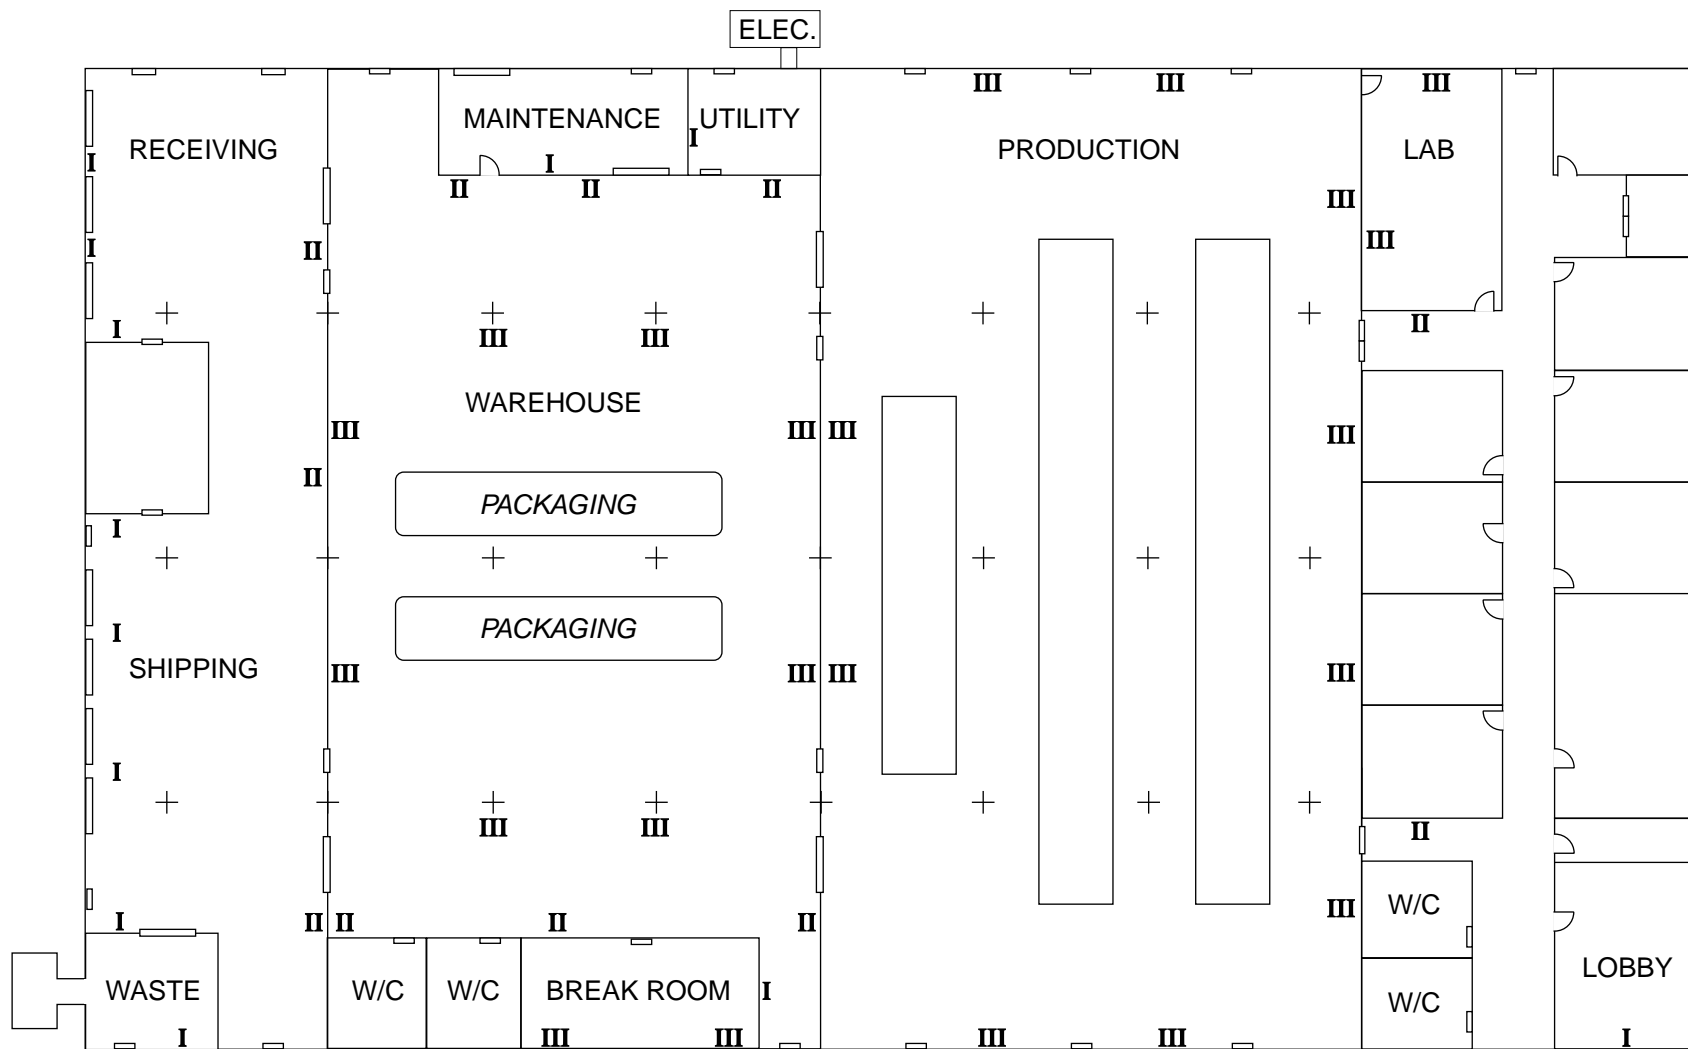 ELEC.
III III III
MAINTENANCE UTILITY
I
RECEIVING PRODUCTION LAB
I I
II II II
III
III
I II
I II
III III
WAREHOUSE
III III III III
II
PACKAGING
I
PACKAGING
I
SHIPPING
III III III III
I
III III II
III W/C
I II II II II
LOBBY
WASTE W/C W/C BREAK ROOM I
W/C
I III III III III I